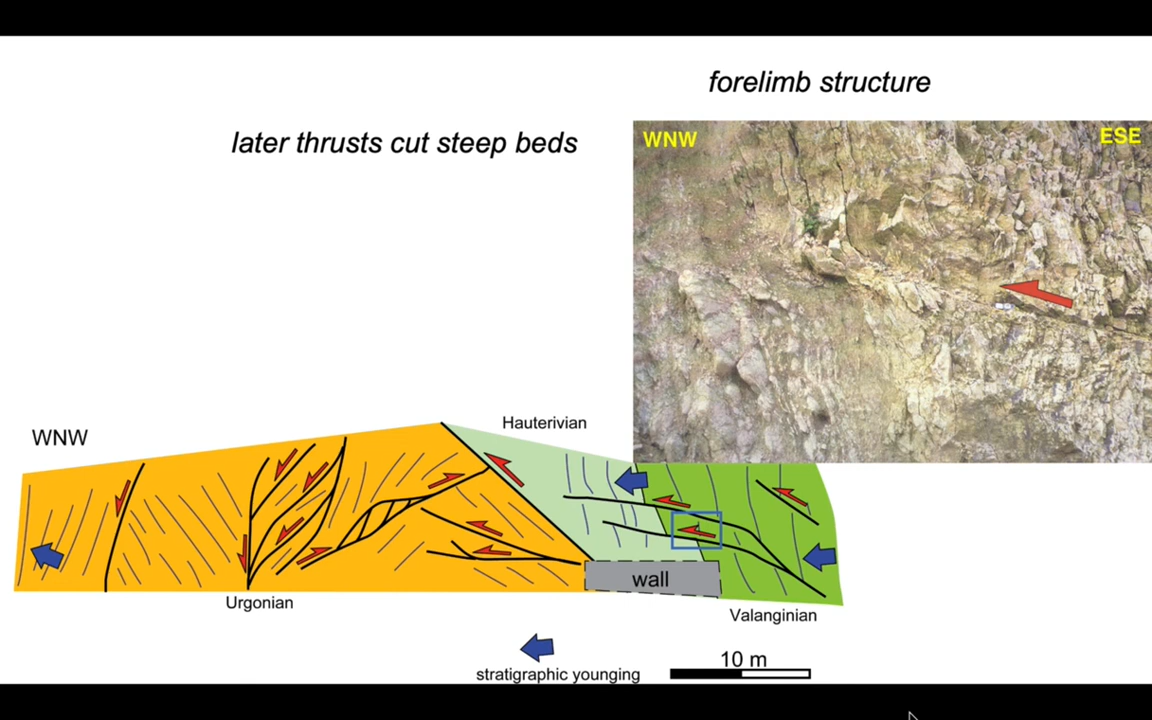 forelimb structure
later thrusts cut steep beds
WNW
ESE
Hauterivian
WNW
wall
Urgonian
Valanginian
10 m
stratigraphic younging